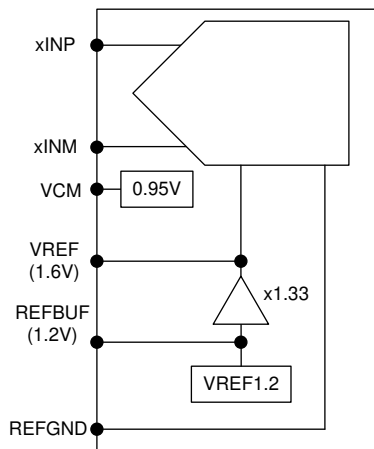 xINP
xINM
VCM
0.95V
VREF
(1.6V)
x1.33
REFBUF
(1.2V)
VREF1.2
REFGND